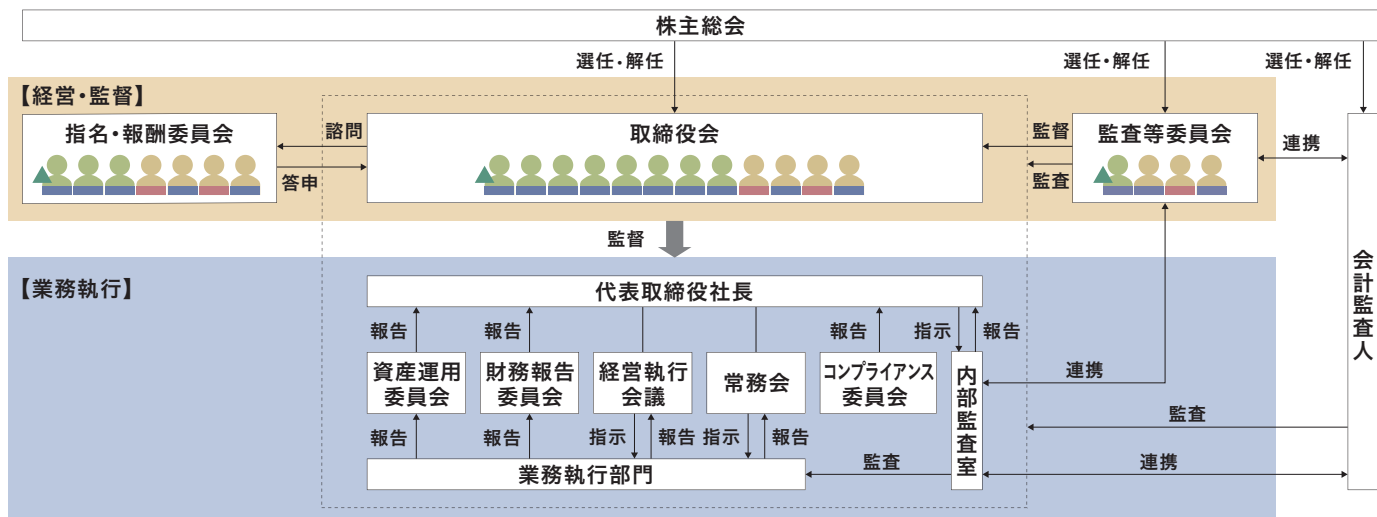 株主総会
選任・解任
選任・解任
選任・解任
【経営・監督】
指名・報酬委員会
諮問
答申
取締役会
監督
監査
監査等委員会
連携
監督
会計監査人
【業務執行】
代表取締役社長
報告
報告
報告
指示
報告
資産運用
委員会
財務報告
委員会
経営執行
会議
常務会
コンプライアンス
委員会
内部監査室
連携
報告
報告
指示
報告
指示
報告
監査
業務執行部門
監査
連携